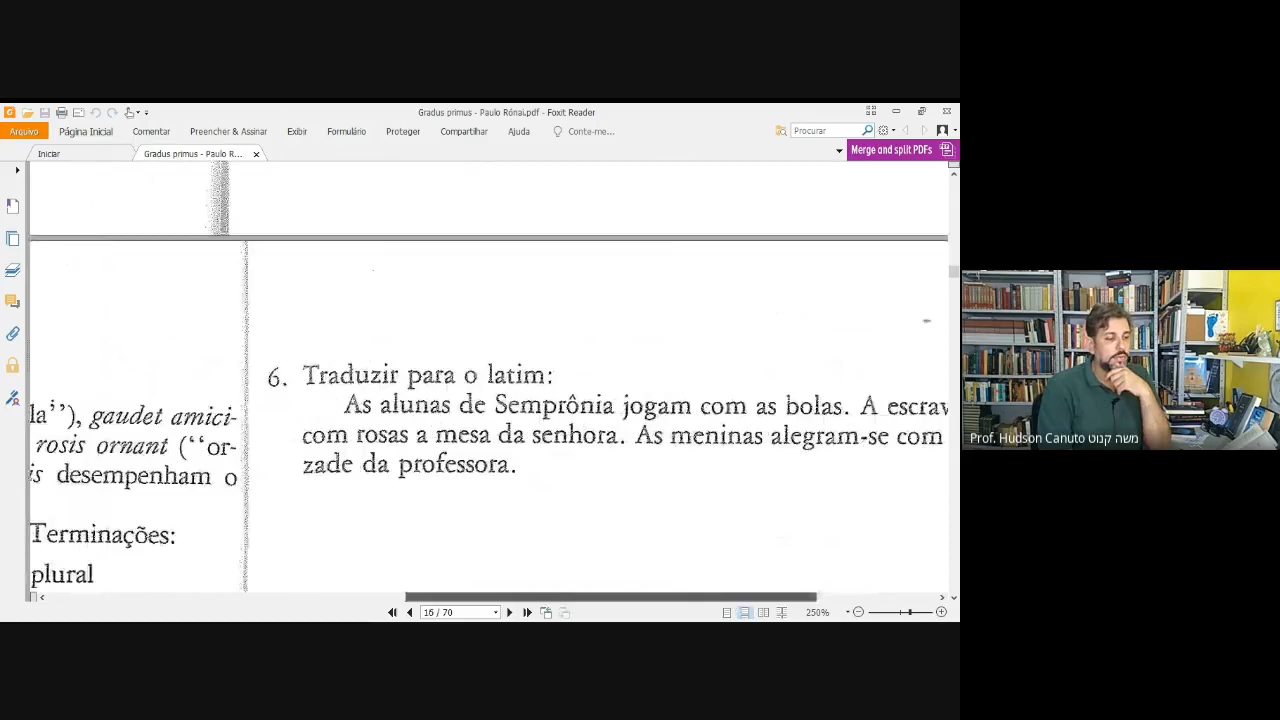 Gradus primus - Paulo Rónai.pdf - Foxit Reader
Arquivo Página Inicial Comentar Preencher & Assinar Exibir Formulário Proteger Compartilhar Ajuda Conte-me... Procurar
Iniciar Gradus primus - Paulo R... Merge and split PDFs
6. Traduzir para o latim:
As alunas de Semprônia jogam com as bolas. A escrav
com rosas a mesa da senhora. As meninas alegram-se com
zade da professora.
la''), gaudet amici-
rosis ornant (''or-
is desempenham o
Terminações:
plural
16 / 70 250%
Prof. Hudson Canuto משה קנוט